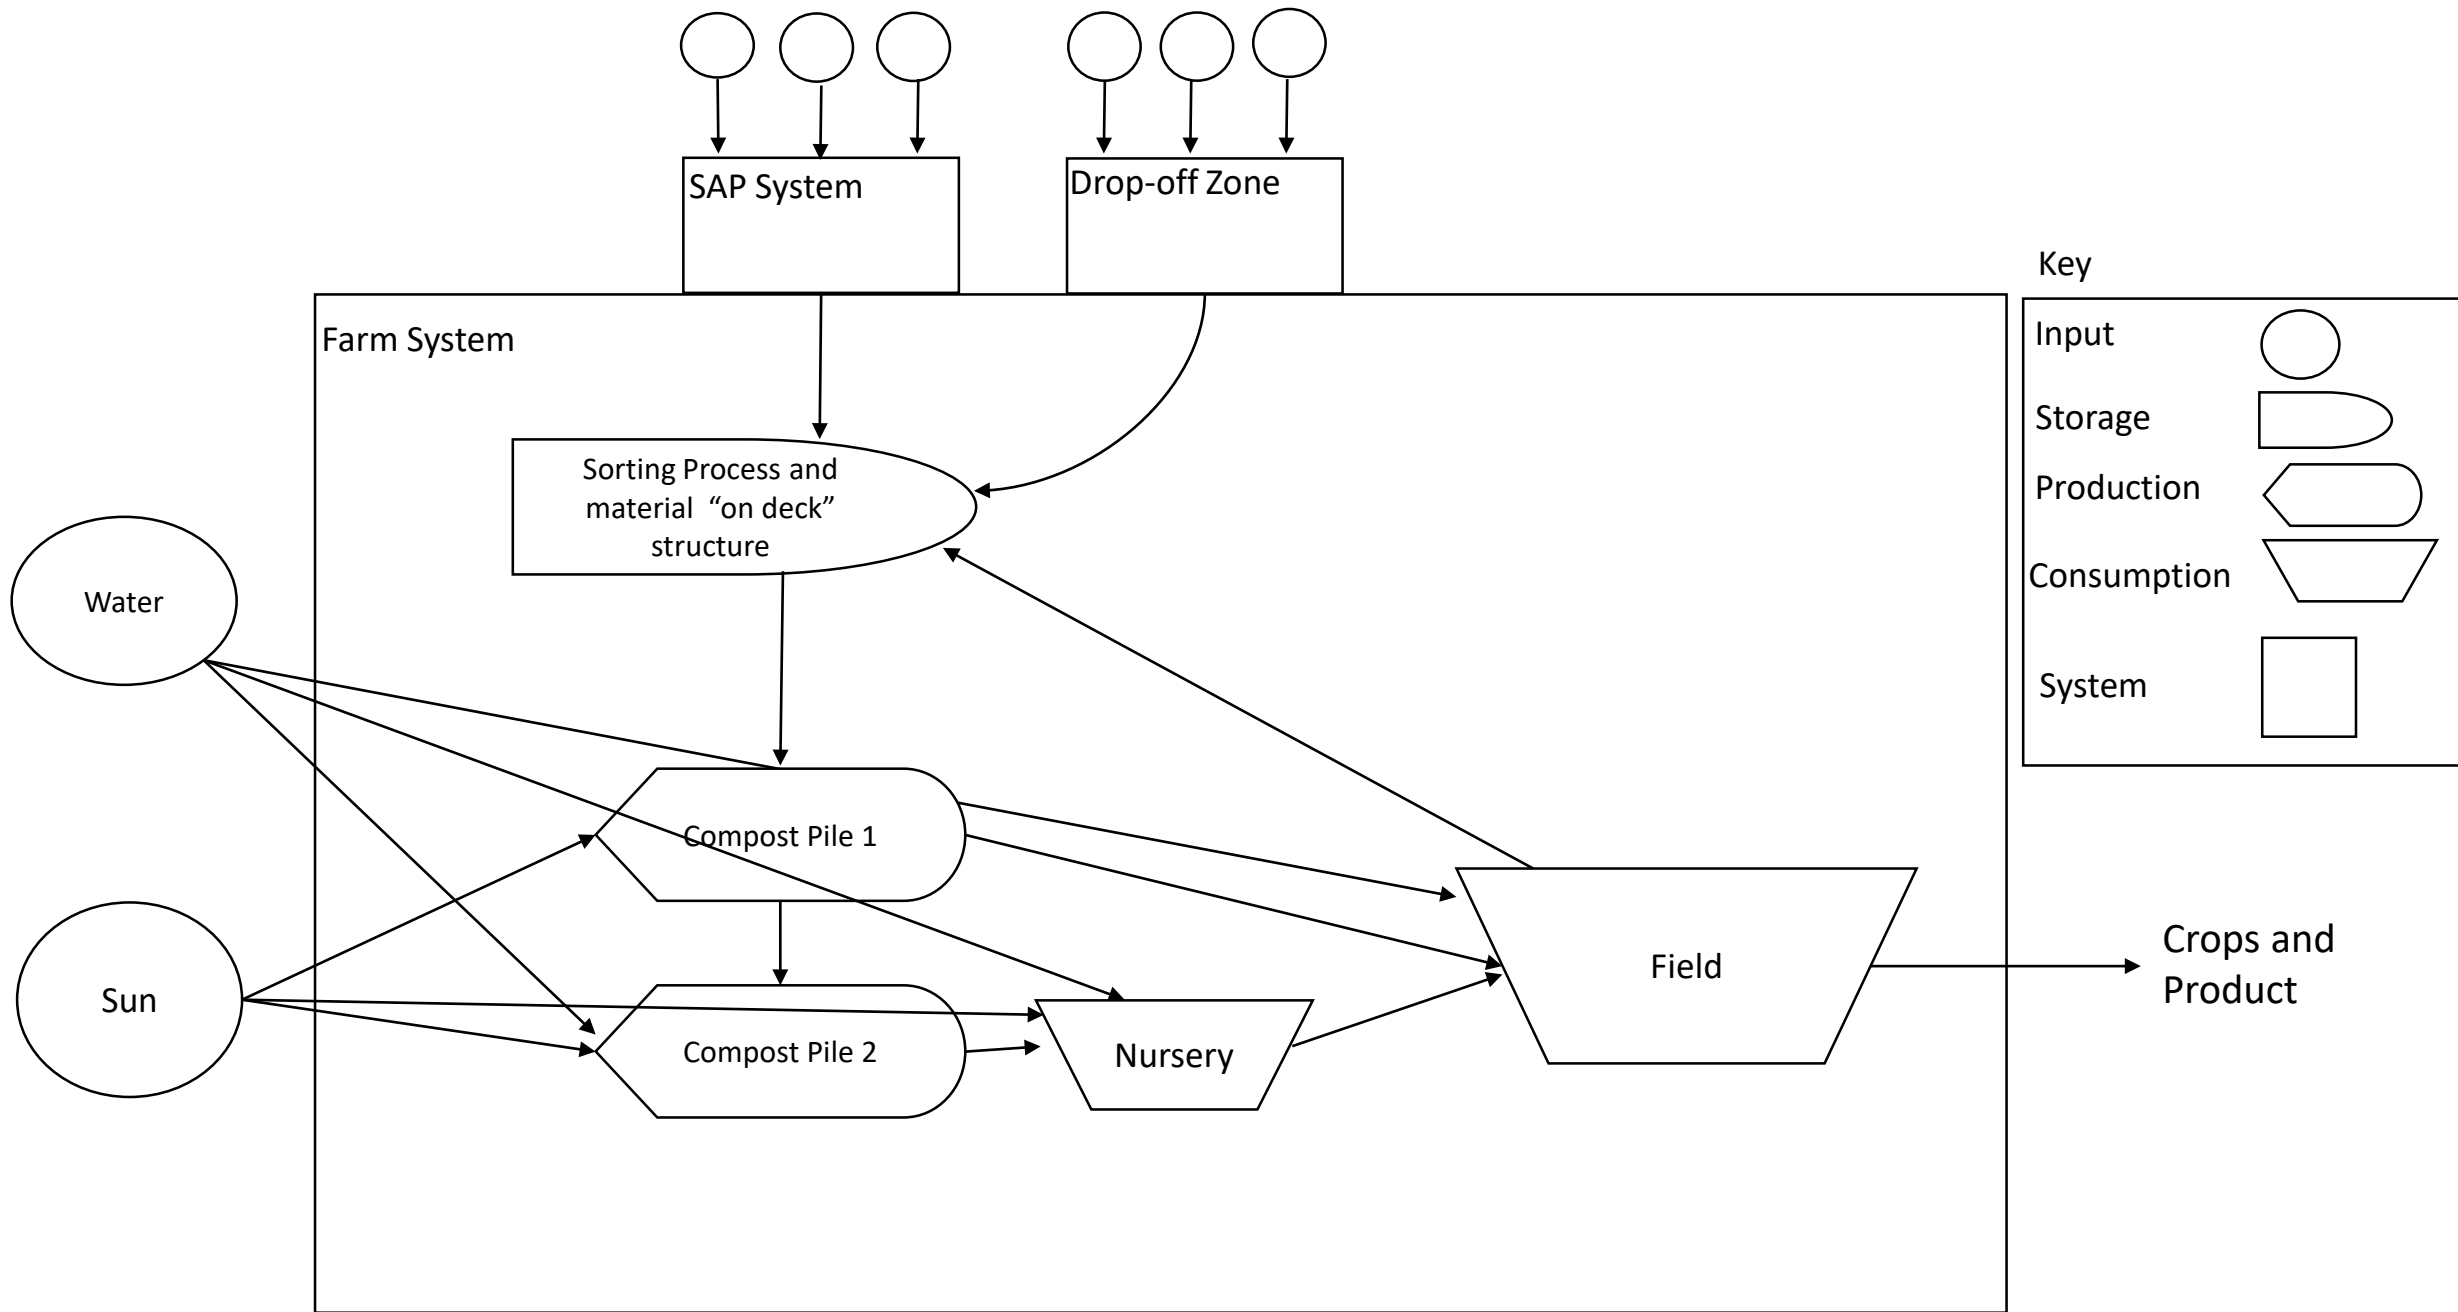 SAP System
Drop-off Zone
Key
Farm System
Input
Storage
Production
Consumption
System
Sorting Process and
material “on deck”
structure
Water
Compost Pile 1
Sun
Compost Pile 2
Nursery
Field
Crops and
Product